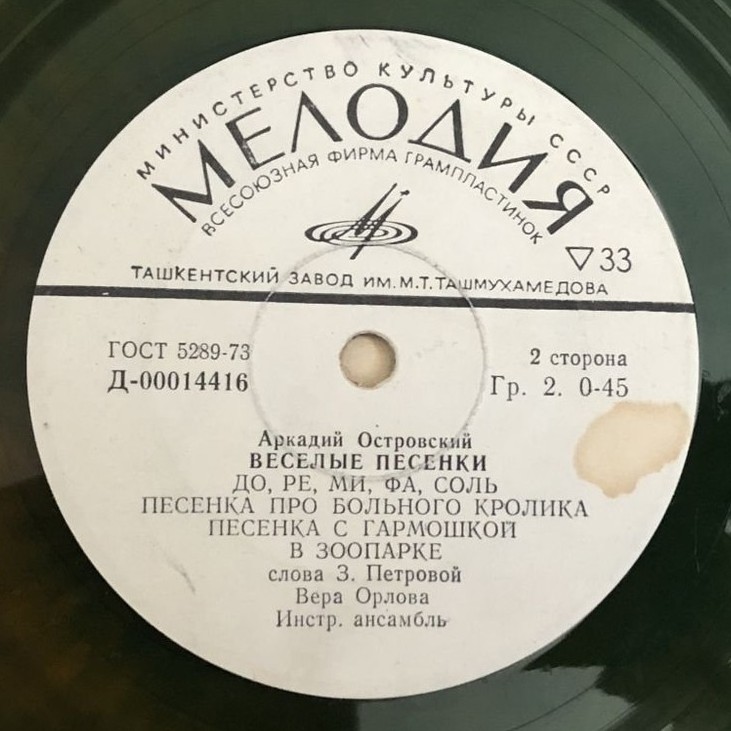 МИНИСТЕРСТВО КУЛЬТУРЫ СССР
МЕЛОДИЯ
ВСЕСОЮЗНАЯ ФИРМА ГРАМПЛАСТИНОК
▽33
ТАШКЕНТСКИЙ ЗАВОД ИМ. М.Т. ТАШМУХАМЕДОВА
ГОСТ 5289-73
2 сторона
Д-00014416
Гр. 2. 0-45
Аркадий Островский
ВЕСЕЛЫЕ ПЕСЕНКИ
ДО, РЕ, МИ, ФА, СОЛЬ
ПЕСЕНКА ПРО БОЛЬНОГО КРОЛИКА
ПЕСЕНКА С ГАРМОШКОЙ
В ЗООПАРКЕ
слова З. Петровой
Вера Орлова
Инстр. ансамбль